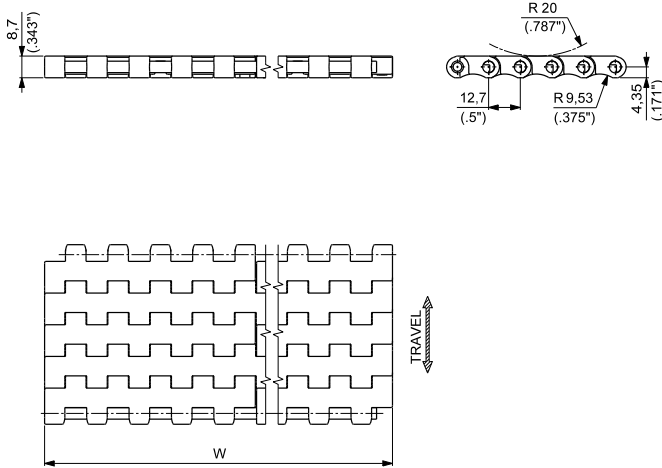 8,7
(.343")
R 20
(.787")
12,7
(.5")
R 9,53
(.375")
4,35
(.171")
TRAVEL
W